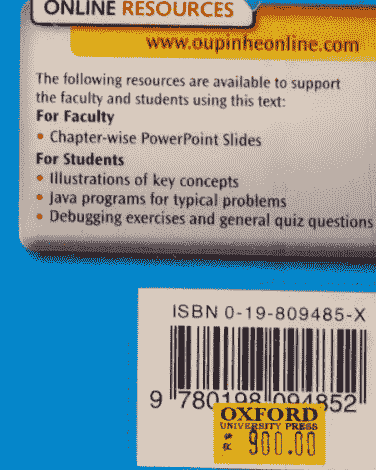 ONLINE RESOURCES
www.oupinheonline.com
The following resources are available to support
the faculty and students using this text:
For Faculty
• Chapter-wise PowerPoint Slides
For Students
• Illustrations of key concepts
• Java programs for typical problems
• Debugging exercises and general quiz questions
ISBN 0-19-809485-X
9 780198 094852
OXFORD
UNIVERSITY PRESS
900.00